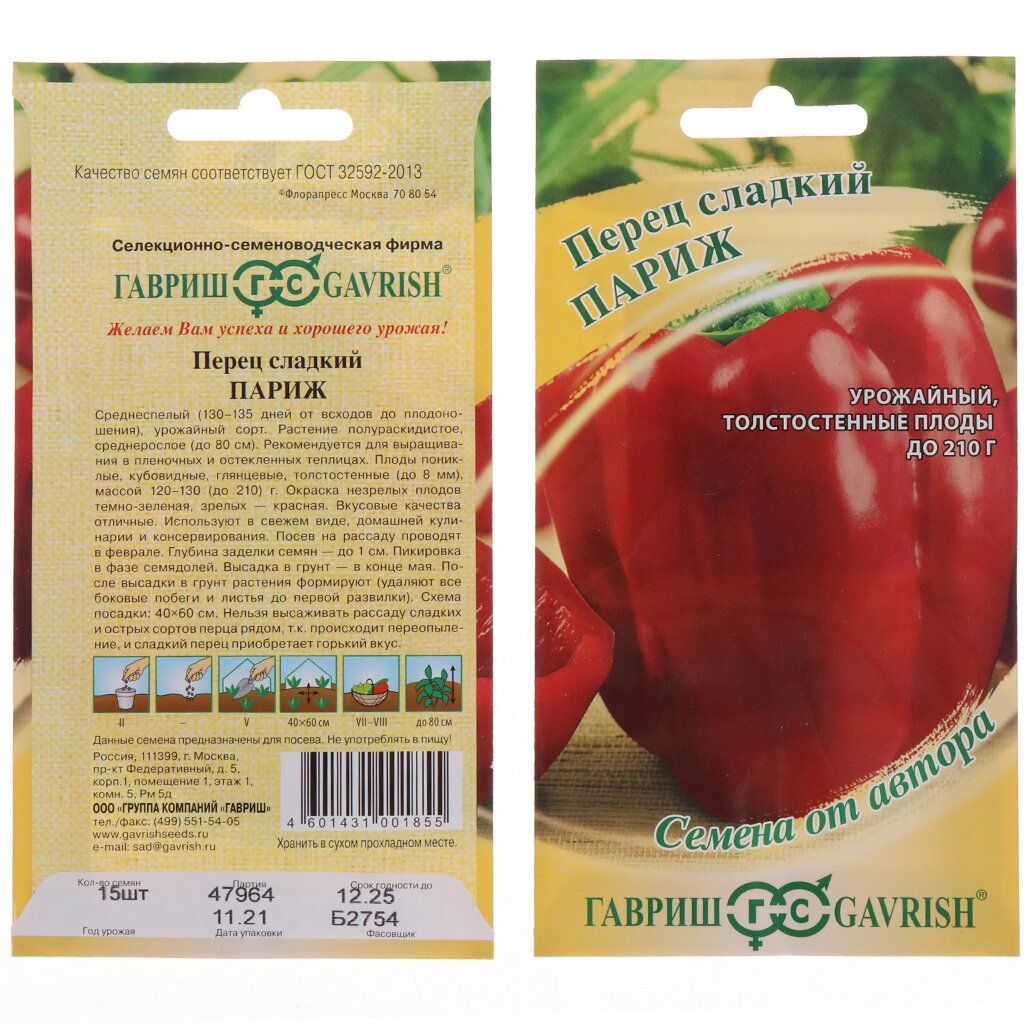 Качество семян соответствует ГОСТ 32592-2013
©Флорапресс Москва 70 80 54
Селекционно-семеноводческая фирма
ГАВРИШ ГС GAVRISH®
Желаем Вам успеха и хорошего урожая!
Перец сладкий
ПАРИЖ
Среднеспелый (130–135 дней от всходов до плодоно-
шения), урожайный сорт. Растение полураскидистое,
среднерослое (до 80 см). Рекомендуется для выращива-
ния в пленочных и остекленных теплицах. Плоды поник-
лые, кубовидные, глянцевые, толстостенные (до 8 мм),
массой 120–130 (до 210) г. Окраска незрелых плодов
темно-зеленая, зрелых — красная. Вкусовые качества
отличные. Используют в свежем виде, домашней кули-
нарии и консервирования. Посев на рассаду проводят
в феврале. Глубина заделки семян — до 1 см. Пикировка
в фазе семядолей. Высадка в грунт — в конце мая. По-
сле высадки в грунт растения формируют (удаляют все
боковые побеги и листья до первой развилки). Схема
посадки: 40×60 см. Нельзя высаживать рассаду сладких
и острых сортов перца рядом, т.к. происходит переопыле-
ние, и сладкий перец приобретает горький вкус.
II – V 40×60 см VII–VIII до 80 см
Данные семена предназначены для посева. Не употреблять в пищу!
Россия, 111399, г. Москва,
пр-кт Федеративный, д. 5,
корп.1, помещение 1, этаж 1,
комн. 5, Рм 5д
ООО "ГРУППА КОМПАНИЙ "ГАВРИШ"
тел./факс: (499) 551-54-05
www.gavrishseeds.ru
e-mail: sad@gavrish.ru
4 601431 001855
Хранить в сухом прохладном месте.
Кол-во семян Партия Срок годности до
15шт 47964 12.25
11.21 Б2754
Год урожая Дата упаковки Фасовщик
Перец сладкий
ПАРИЖ
УРОЖАЙНЫЙ,
ТОЛСТОСТЕННЫЕ ПЛОДЫ
ДО 210 Г
Семена от автора
ГАВРИШ ГС GAVRISH®